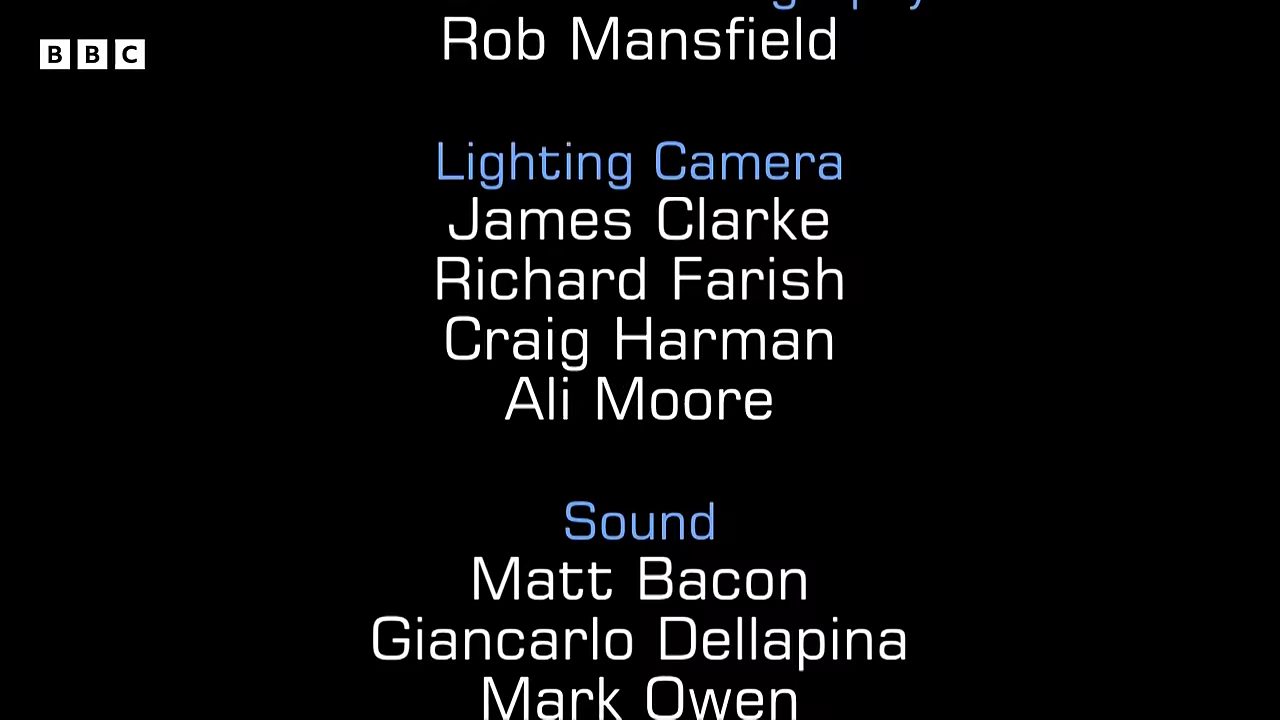 BBC
Rob Mansfield
Lighting Camera
James Clarke
Richard Farish
Craig Harman
Ali Moore
Sound
Matt Bacon
Giancarlo Dellapina
Mark Owen